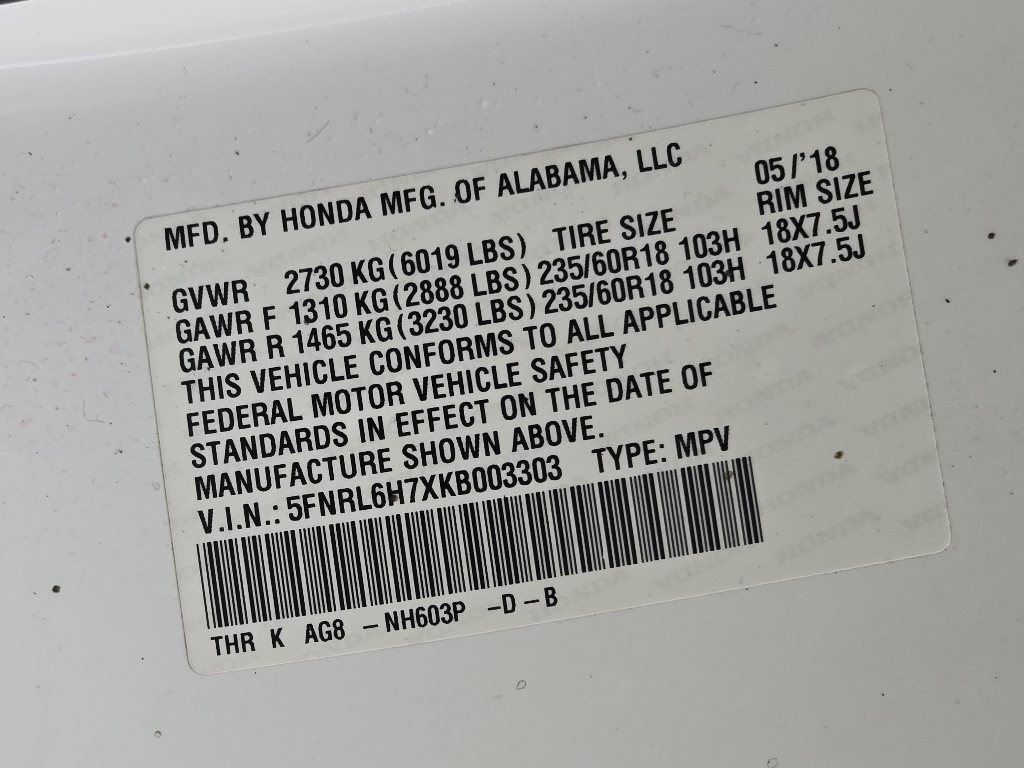 MFD. BY HONDA MFG. OF ALABAMA, LLC 05/'18
GVWR 2730 KG(6019 LBS) TIRE SIZE RIM SIZE
GAWR F 1310 KG(2888 LBS) 235/60R18 103H 18X7.5J
GAWR R 1465 KG(3230 LBS) 235/60R18 103H 18X7.5J
THIS VEHICLE CONFORMS TO ALL APPLICABLE
FEDERAL MOTOR VEHICLE SAFETY
STANDARDS IN EFFECT ON THE DATE OF
MANUFACTURE SHOWN ABOVE.
V.I.N.: 5FNRL6H7XKB003303 TYPE: MPV
THR K AG8 -NH603P -D-B